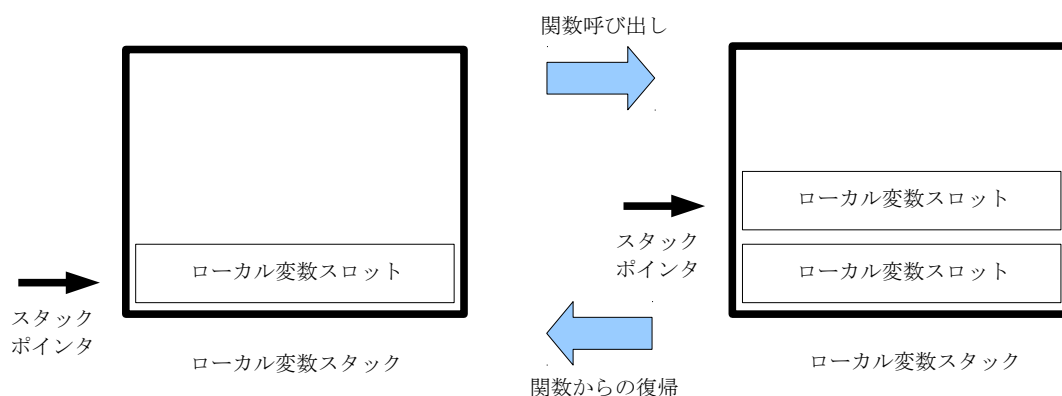 関数呼び出し
ローカル変数スロット
スタック
ポインタ
ローカル変数スタック
ローカル変数スロット
ローカル変数スロット
スタック
ポインタ
ローカル変数スタック
関数からの復帰